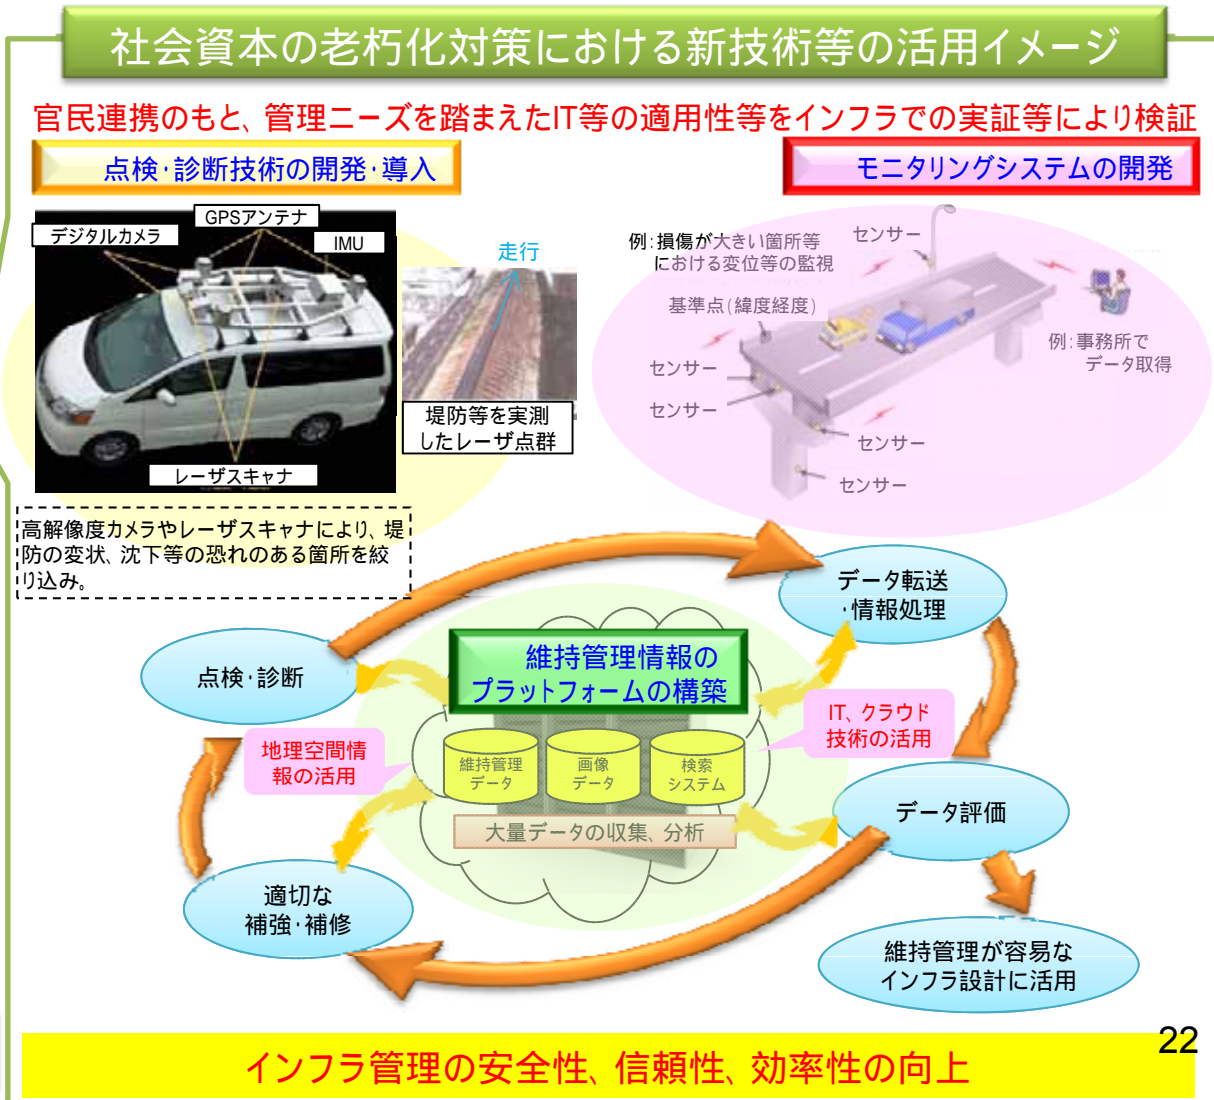 社会資本の老朽化対策における新技術等の活用イメージ
官民連携のもと、管理ニーズを踏まえたIT等の適用性等をインフラでの実証等により検証
点検・診断技術の開発・導入
モニタリングシステムの開発
GPSアンテナ
デジタルカメラ
IMU
走行
レーザスキャナ
堤防等を実測
したレーザ点群
高解像度カメラやレーザスキャナにより、堤
防の変状、沈下等の恐れのある箇所を絞
り込み。
例：損傷が大きい箇所等
における変位等の監視
センサー
基準点（緯度経度）
例：事務所で
データ取得
センサー
センサー
センサー
センサー
データ転送
・情報処理
点検・診断
維持管理情報の
プラットフォームの構築
IT、クラウド
技術の活用
地理空間情
報の活用
維持管理
データ
画像
データ
検索
システム
大量データの収集、分析
データ評価
適切な
補強・補修
維持管理が容易な
インフラ設計に活用
22
インフラ管理の安全性、信頼性、効率性の向上